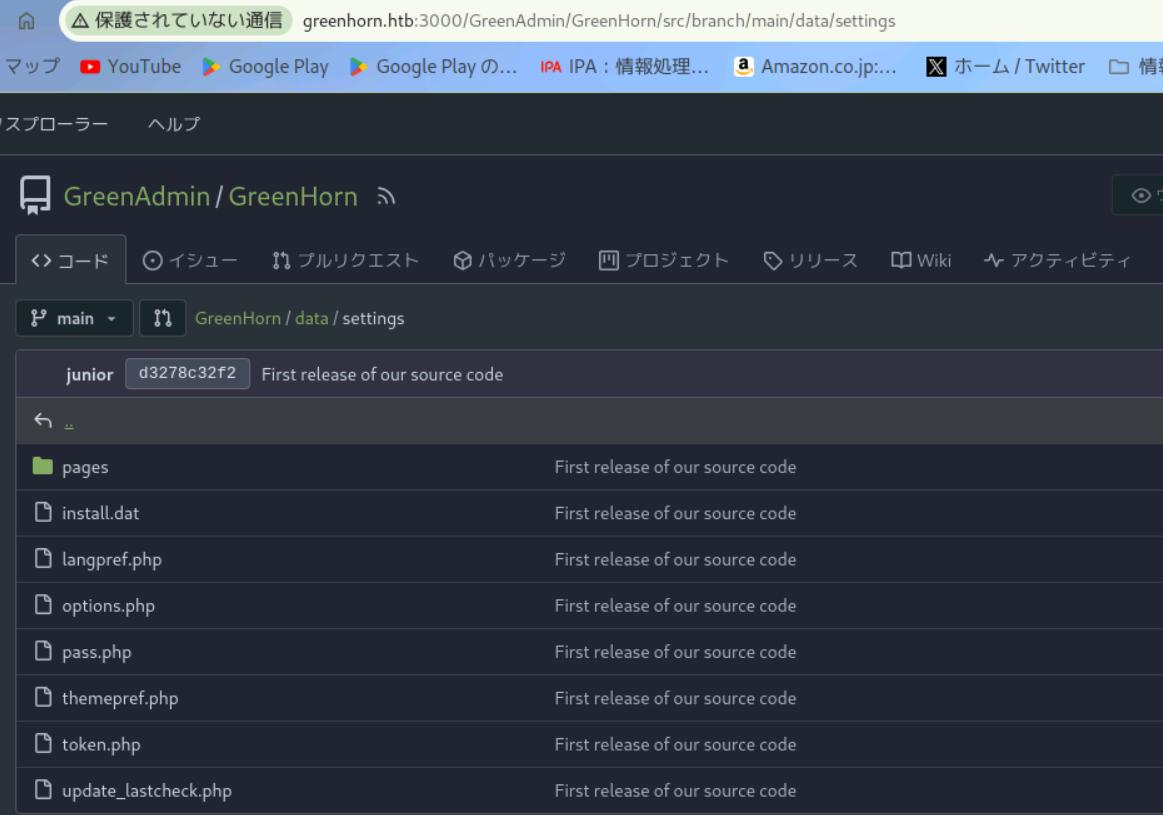 保護されていない通信 greenhorn.htb:3000/GreenAdmin/GreenHorn/src/branch/main/data/settings
マップ YouTube Google Play Google Play の... IPA IPA：情報処理... Amazon.co.jp:... ホーム / Twitter
スプローラー ヘルプ
GreenAdmin / GreenHorn
コード イシュー プルリクエスト パッケージ プロジェクト リリース Wiki アクティビティ
main GreenHorn / data / settings
junior d3278c32f2 First release of our source code
..
pages First release of our source code
install.dat First release of our source code
langpref.php First release of our source code
options.php First release of our source code
pass.php First release of our source code
themepref.php First release of our source code
token.php First release of our source code
update_lastcheck.php First release of our source code